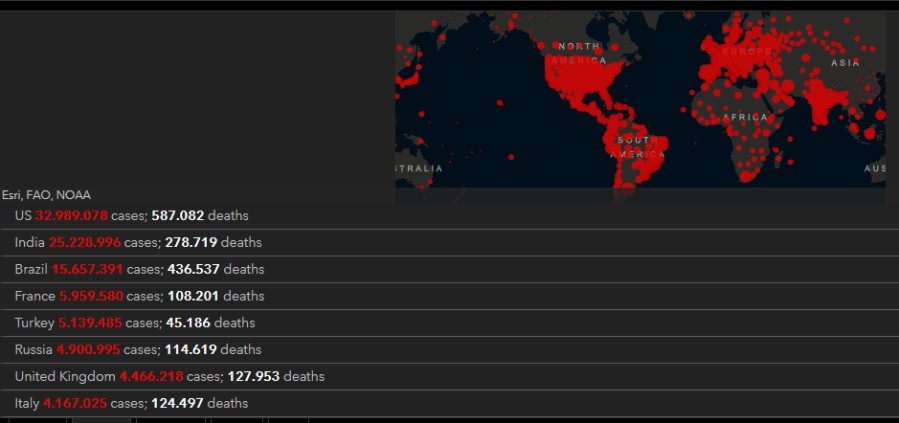 NORTH
AMERICA
EUROPE
ASIA
AFRICA
SOUTH
AMERICA
STRALIA
AUS
Esri, FAO, NOAA
US 32.989.078 cases; 587.082 deaths
India 25.228.996 cases; 278.719 deaths
Brazil 15.657.391 cases; 436.537 deaths
France 5.959.580 cases; 108.201 deaths
Turkey 5.139.485 cases; 45.186 deaths
Russia 4.900.995 cases; 114.619 deaths
United Kingdom 4.466.218 cases; 127.953 deaths
Italy 4.167.025 cases; 124.497 deaths